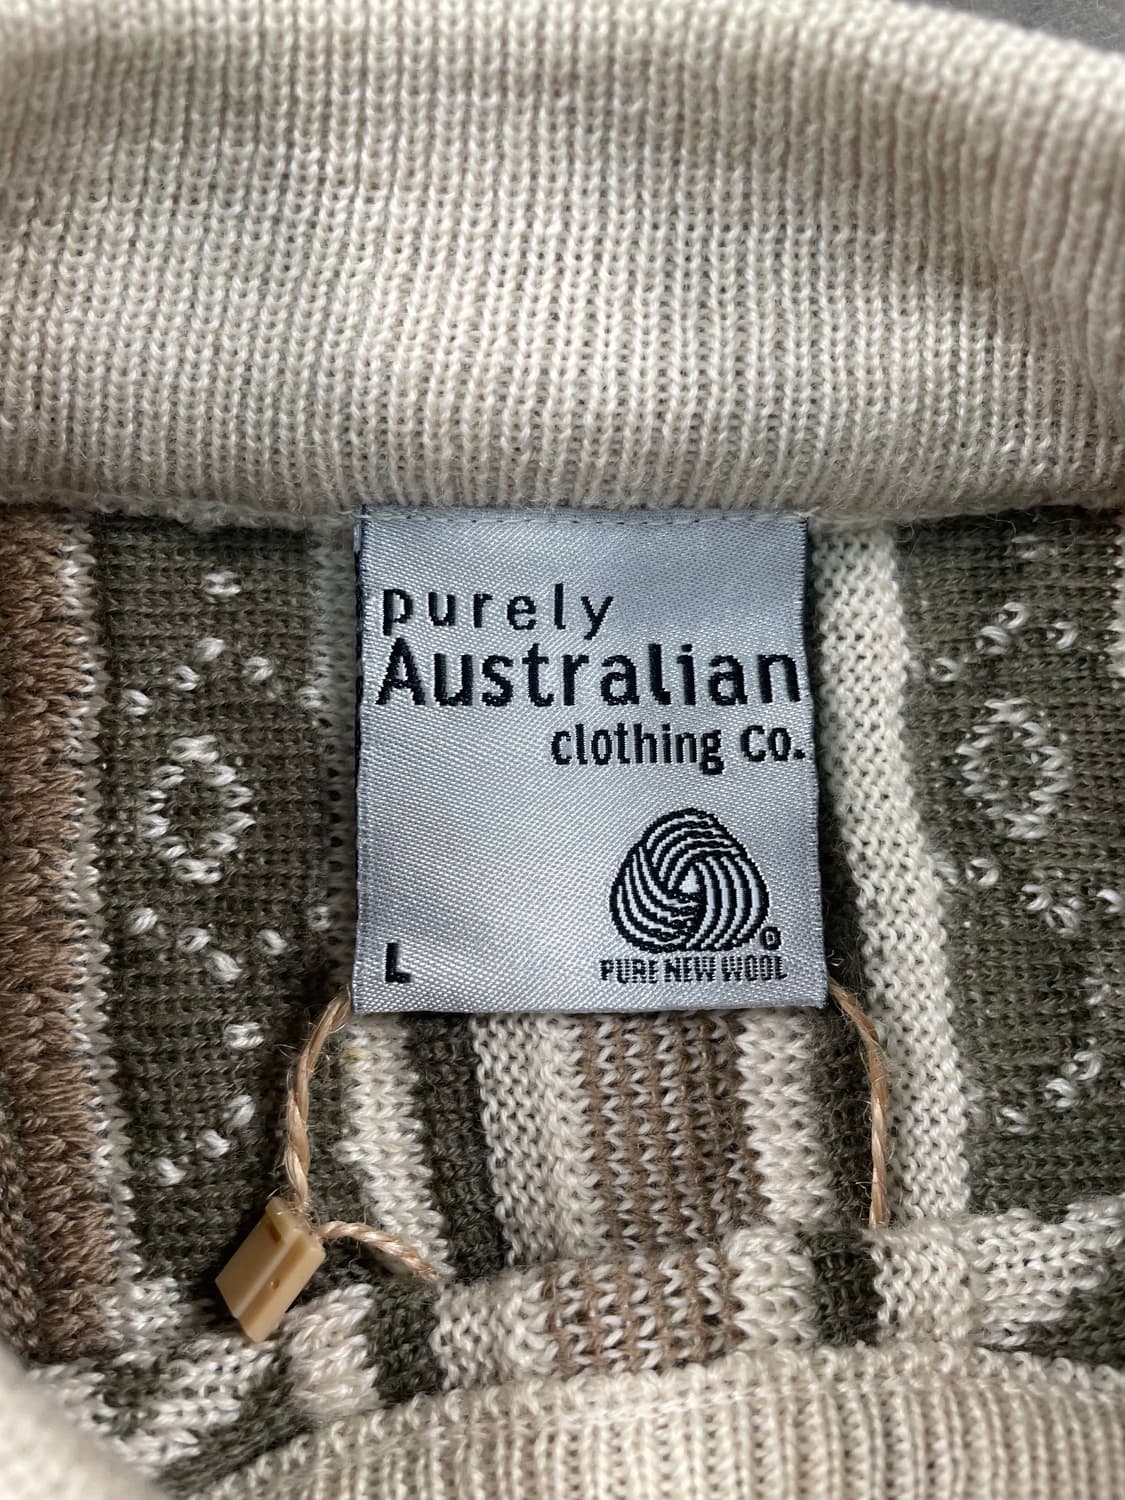 purely
Australian
clothing Co.
L
PURE NEW WOOL